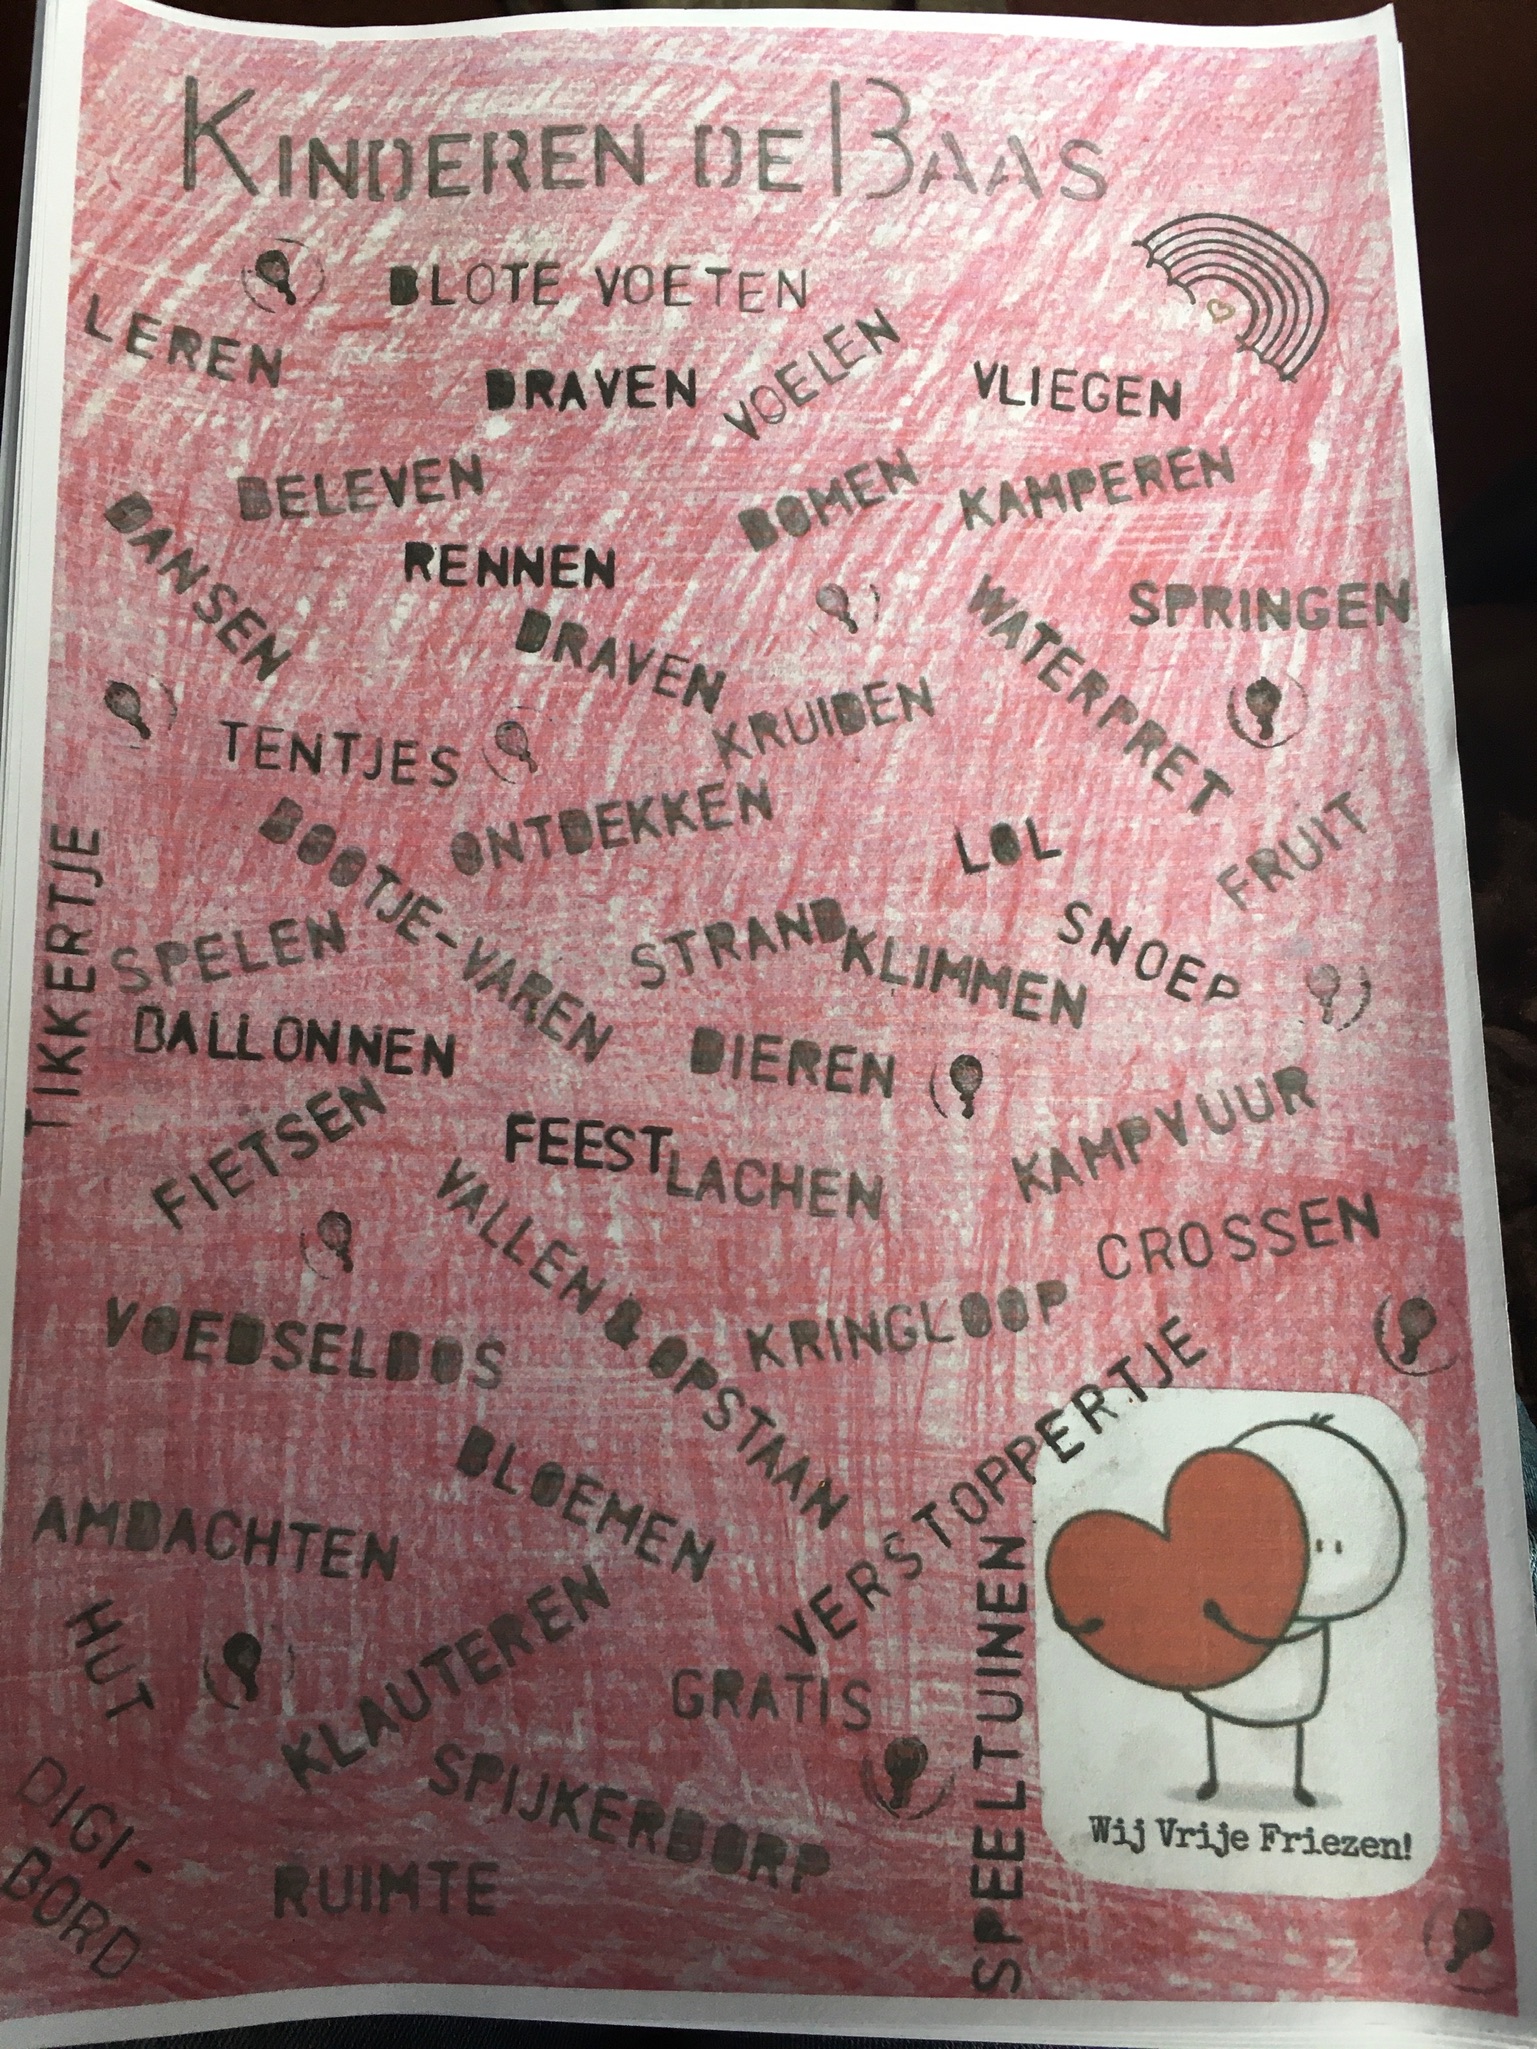 KINDEREN DE BAAS
BLOTE VOETEN
LEREN
DRAVEN
VOELEN
VLIEGEN
BELEVEN
BOMEN
KAMPEREN
DANSEN
RENNEN
SPRINGEN
DRAVEN
WATERPRET
KRUIDEN
TENTJES
BOOTJE-VAREN
ONTDEKKEN
LOL
FRUIT
TIKKERTJE
SPELEN
STRAND
KLIMMEN
SNOEP
BALLONNEN
DIEREN
FIETSEN
FEEST
LACHEN
KAMPVUUR
VALLEN & OPSTAAN
CROSSEN
VOEDSELBOS
KRINGLOOP
VERSTOPPERTJE
BLOEMEN
AMBACHTEN
HUT
KLAUTEREN
GRATIS
SPEELTUINEN
SPIJKERDORP
DIGI-
BORD
RUIMTE
Wij Vrije Friezen!